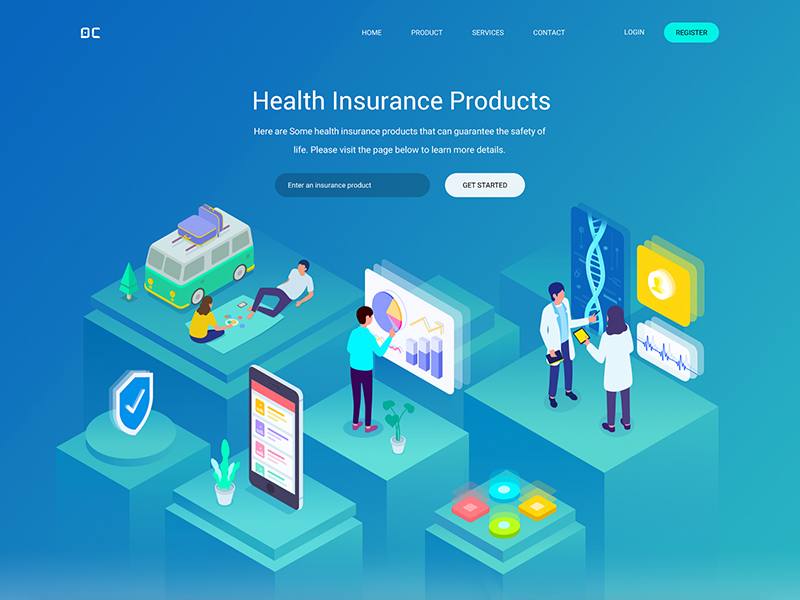 HOME PRODUCT SERVICES CONTACT LOGIN REGISTER
Health Insurance Products
Here are Some health insurance products that can guarantee the safety of
life. Please visit the page below to learn more details.
Enter an insurance product GET STARTED